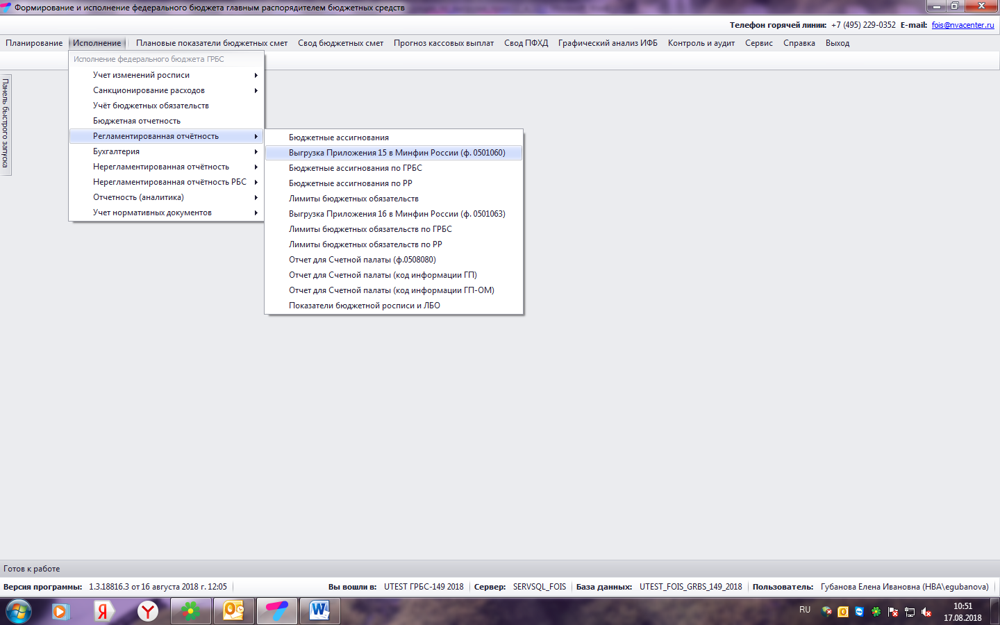 Формирование и исполнение федерального бюджета главным распорядителем бюджетных средств
Телефон горячей линии: +7 (495) 229-0352 E-mail: fois@nvacenter.ru
Планирование Исполнение Плановые показатели бюджетных смет Свод бюджетных смет Прогноз кассовых выплат Свод ПФХД Графический анализ ИФБ Контроль и аудит Сервис Справка Выход
Панель быстрого запуска
Исполнение федерального бюджета ГРБС
Учет изменений росписи
Санкционирование расходов
Учёт бюджетных обязательств
Бюджетная отчетность
Регламентированная отчётность
Бухгалтерия
Нерегламентированная отчётность
Нерегламентированная отчётность РБС
Отчетность (аналитика)
Учет нормативных документов
Бюджетные ассигнования
Выгрузка Приложения 15 в Минфин России (ф. 0501060)
Бюджетные ассигнования по ГРБС
Бюджетные ассигнования по РР
Лимиты бюджетных обязательств
Выгрузка Приложения 16 в Минфин России (ф. 0501063)
Лимиты бюджетных обязательств по ГРБС
Лимиты бюджетных обязательств по РР
Отчет для Счетной палаты (ф.0508080)
Отчет для Счетной палаты (код информации ГП)
Отчет для Счетной палаты (код информации ГП-ОМ)
Показатели бюджетной росписи и ЛБО
Готов к работе
Версия программы: 1.3.18816.3 от 16 августа 2018 г. 12:05 Вы вошли в: UTEST ГРБС-149 2018 Сервер: SERVSQL_FOIS База данных: UTEST_FOIS_GRBS_149_2018 Пользователь: Губанова Елена Ивановна (НВА\egubanova)
RU
10:51
17.08.2018